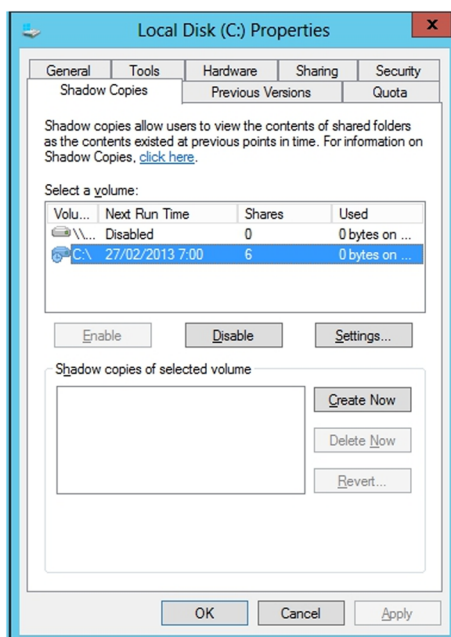 Local Disk (C:) Properties
x
General Tools Hardware Sharing Security
Shadow Copies Previous Versions Quota
Shadow copies allow users to view the contents of shared folders
as the contents existed at previous points in time. For information on
Shadow Copies, click here.
Select a volume:
Volu... Next Run Time Shares Used
\\... Disabled 0 0 bytes on ...
C:\ 27/02/2013 7:00 6 0 bytes on ...
Enable Disable Settings...
Shadow copies of selected volume
Create Now
Delete Now
Revert...
OK Cancel Apply